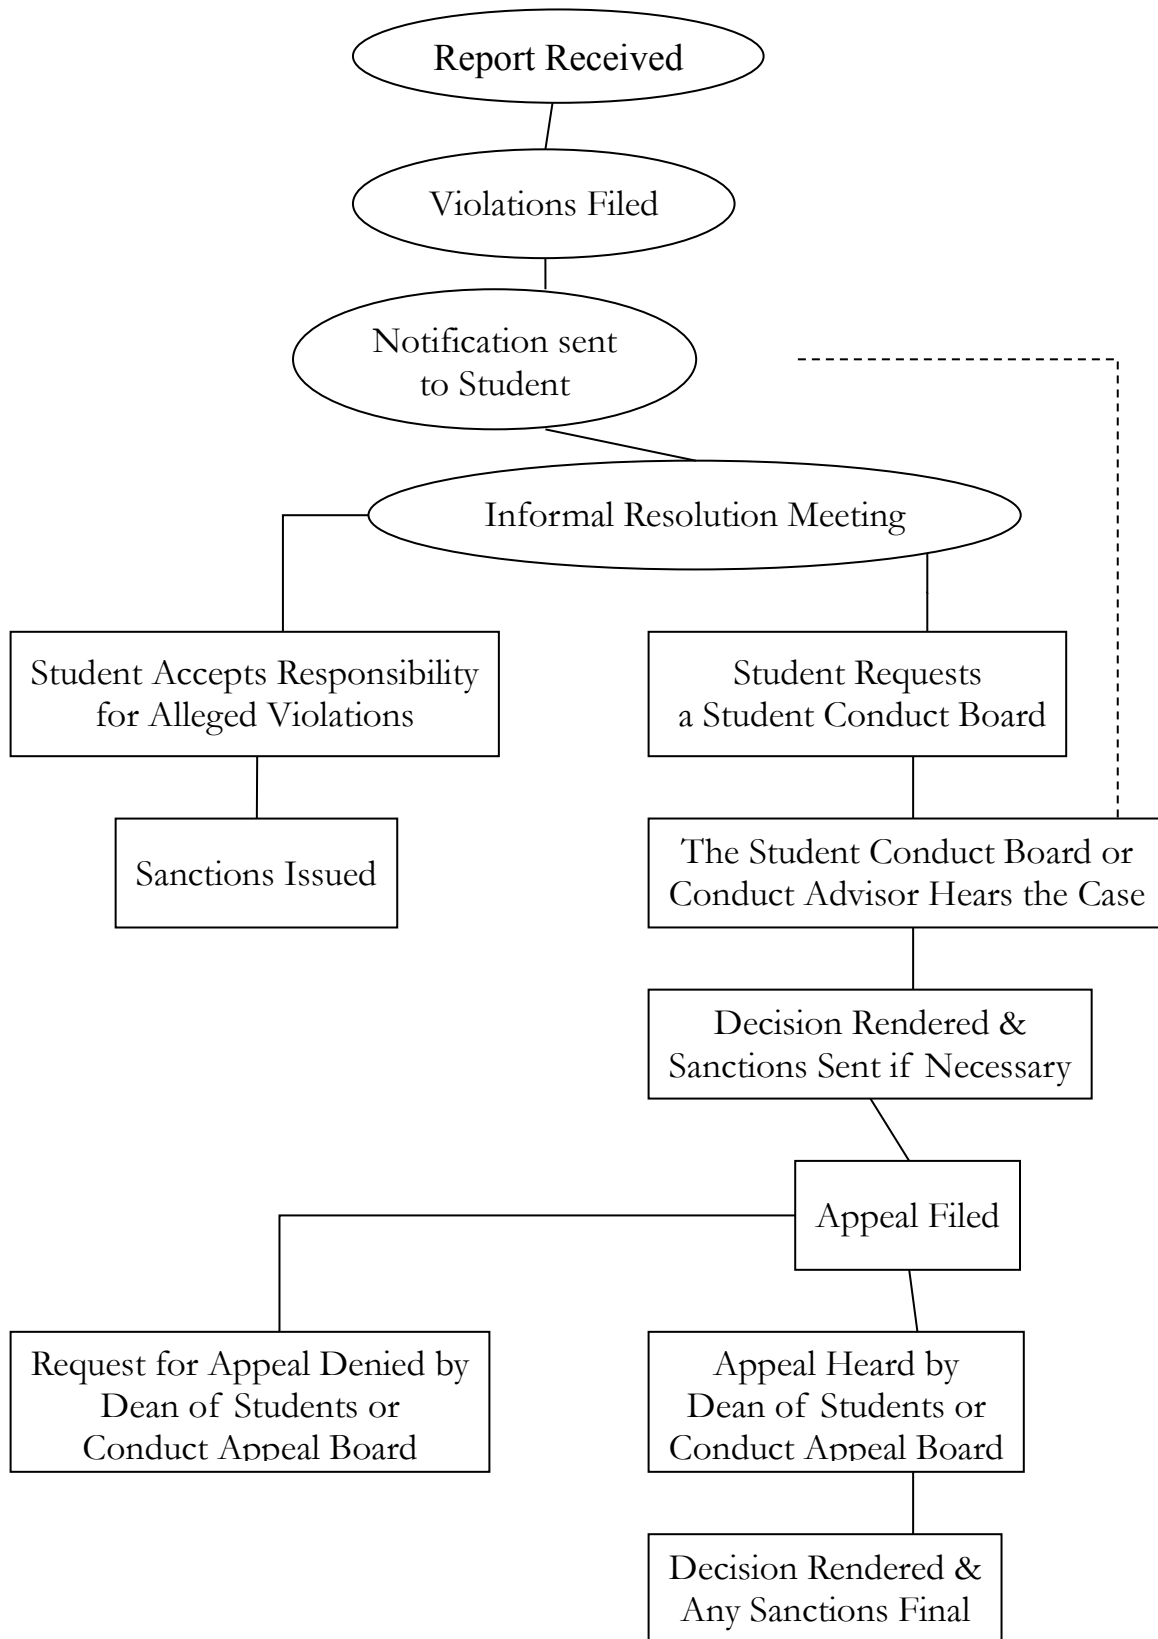 Report Received
Violations Filed
Notification sent
to Student
Informal Resolution Meeting
Student Accepts Responsibility
for Alleged Violations
Student Requests
a Student Conduct Board
Sanctions Issued
The Student Conduct Board or
Conduct Advisor Hears the Case
Decision Rendered &
Sanctions Sent if Necessary
Appeal Filed
Request for Appeal Denied by
Dean of Students or
Conduct Appeal Board
Appeal Heard by
Dean of Students or
Conduct Appeal Board
Decision Rendered &
Any Sanctions Final